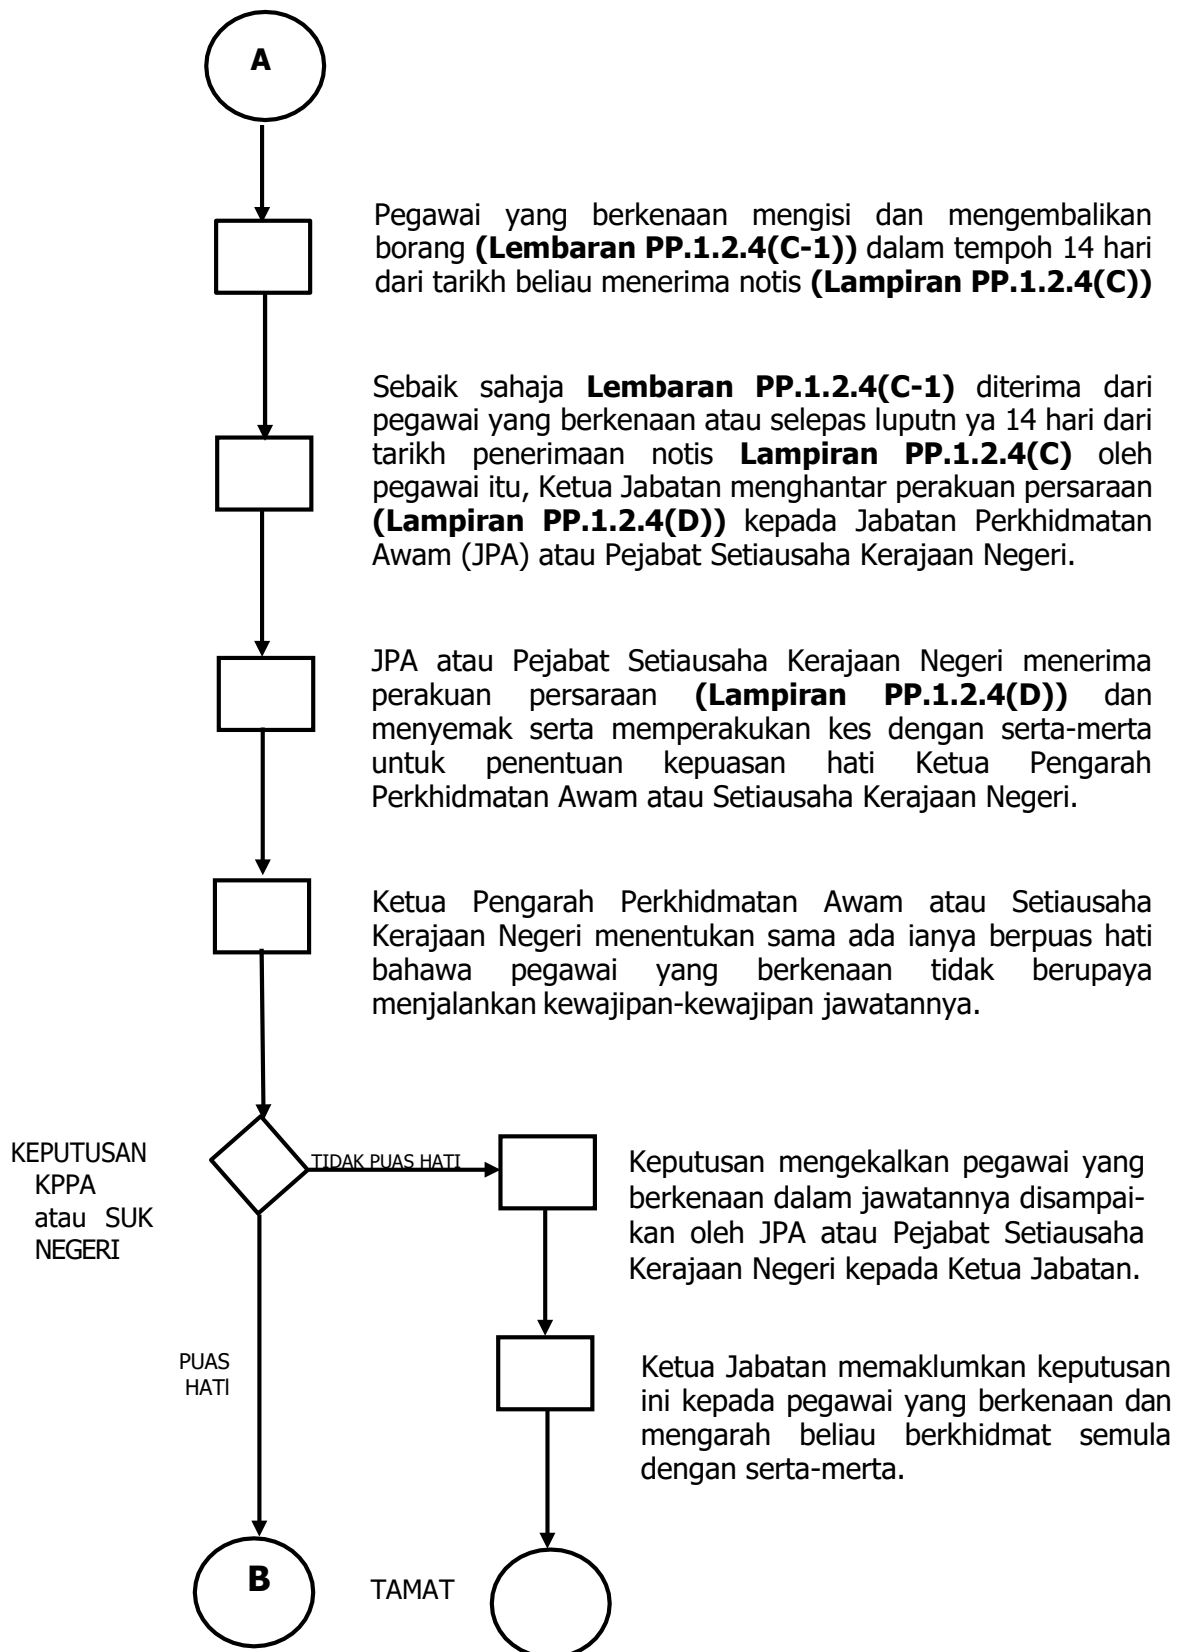 A
Pegawai yang berkenaan mengisi dan mengembalikan
borang (Lembaran PP.1.2.4(C-1)) dalam tempoh 14 hari
dari tarikh beliau menerima notis (Lampiran PP.1.2.4(C))
Sebaik sahaja Lembaran PP.1.2.4(C-1) diterima dari
pegawai yang berkenaan atau selepas luputn ya 14 hari dari
tarikh penerimaan notis Lampiran PP.1.2.4(C) oleh
pegawai itu, Ketua Jabatan menghantar perakuan persaraan
(Lampiran PP.1.2.4(D)) kepada Jabatan Perkhidmatan
Awam (JPA) atau Pejabat Setiausaha Kerajaan Negeri.
JPA atau Pejabat Setiausaha Kerajaan Negeri menerima
perakuan persaraan (Lampiran PP.1.2.4(D)) dan
menyemak serta memperakukan kes dengan serta-merta
untuk penentuan kepuasan hati Ketua Pengarah
Perkhidmatan Awam atau Setiausaha Kerajaan Negeri.
Ketua Pengarah Perkhidmatan Awam atau Setiausaha
Kerajaan Negeri menentukan sama ada ianya berpuas hati
bahawa pegawai yang berkenaan tidak berupaya
menjalankan kewajipan-kewajipan jawatannya.
KEPUTUSAN
KPPA
atau SUK
NEGERI
TIDAK PUAS HATI
Keputusan mengekalkan pegawai yang
berkenaan dalam jawatannya disampai-
kan oleh JPA atau Pejabat Setiausaha
Kerajaan Negeri kepada Ketua Jabatan.
PUAS
HATI
Ketua Jabatan memaklumkan keputusan
ini kepada pegawai yang berkenaan dan
mengarah beliau berkhidmat semula
dengan serta-merta.
B
TAMAT